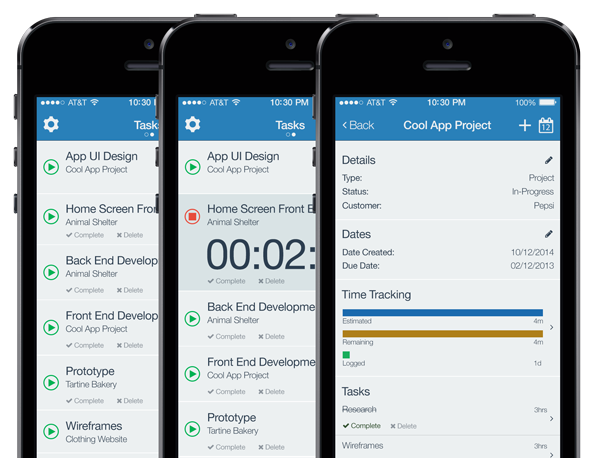 AT&T
10:30
Tasks
App UI Design
Cool App Project
Home Screen Fron
Animal Shelter
Complete Delete
Back End Develop
Animal Shelter
Complete Delete
Front End Develop
Cool App Project
Complete Delete
Prototype
Tartine Bakery
Complete Delete
Wireframes
Clothing Website
AT&T 10:30 PM
Tasks
App UI Design
Cool App Project
Home Screen Front E
Animal Shelter
00:02:
Complete Delete
Back End Developme
Animal Shelter
Complete Delete
Front End Developme
Cool App Project
Complete Delete
Prototype
Tartine Bakery
Complete Delete
AT&T 10:30 PM 100%
Back Cool App Project 12
Details
Type: Project
Status: In-Progress
Customer: Pepsi
Dates
Date Created: 10/12/2014
Due Date: 02/12/2013
Time Tracking
Estimated 4m
Remaining 4m
Logged 1d
Tasks
Research 3hrs
Complete Delete
Wireframes 3hrs